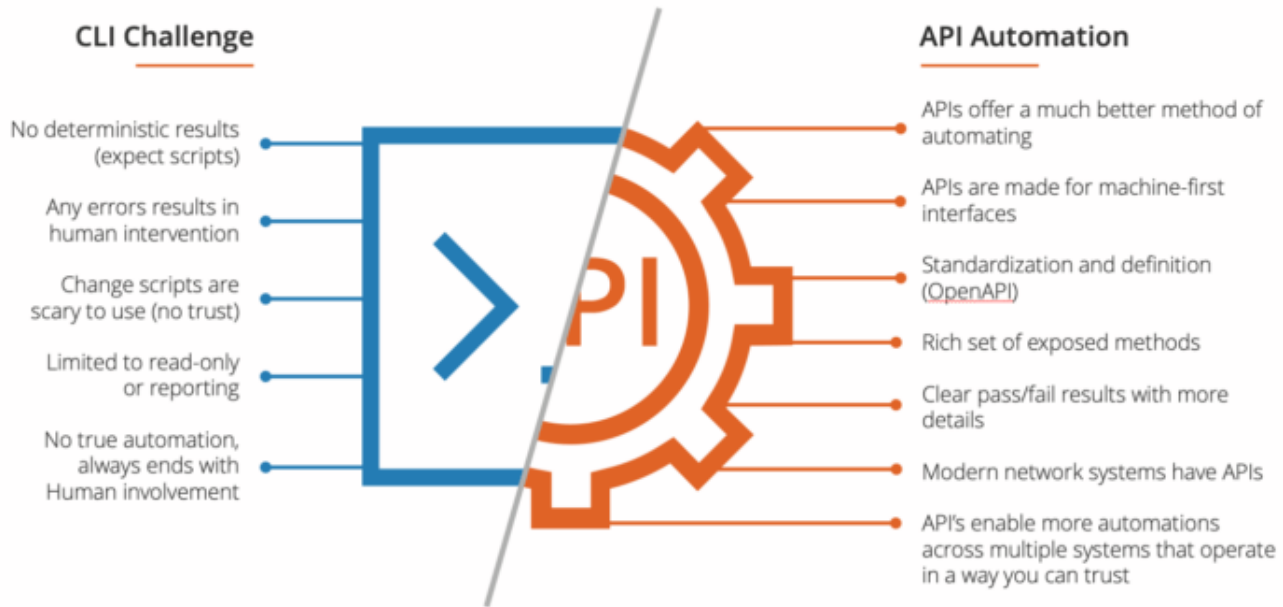 CLI Challenge
No deterministic results
(expect scripts)
Any errors results in
human intervention
Change scripts are
scary to use (no trust)
Limited to read-only
or reporting
No true automation,
always ends with
Human involvement
PI
API Automation
APIs offer a much better method of
automating
APIs are made for machine-first
interfaces
Standardization and definition
(OpenAPI)
Rich set of exposed methods
Clear pass/fail results with more
details
Modern network systems have APIs
API's enable more automations
across multiple systems that operate
in a way you can trust